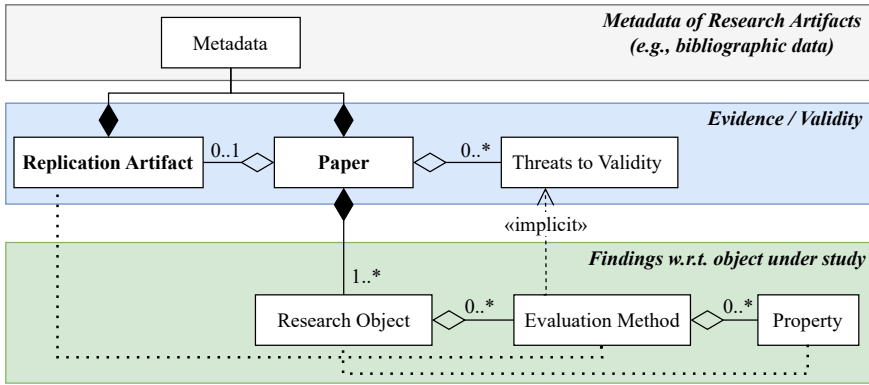 Metadata of Research Artifacts
(e.g., bibliographic data)
Metadata
Evidence / Validity
Replication Artifact
0..1
Paper
0..*
Threats to Validity
«implicit»
Findings w.r.t. object under study
1..*
Research Object
0..*
Evaluation Method
0..*
Property